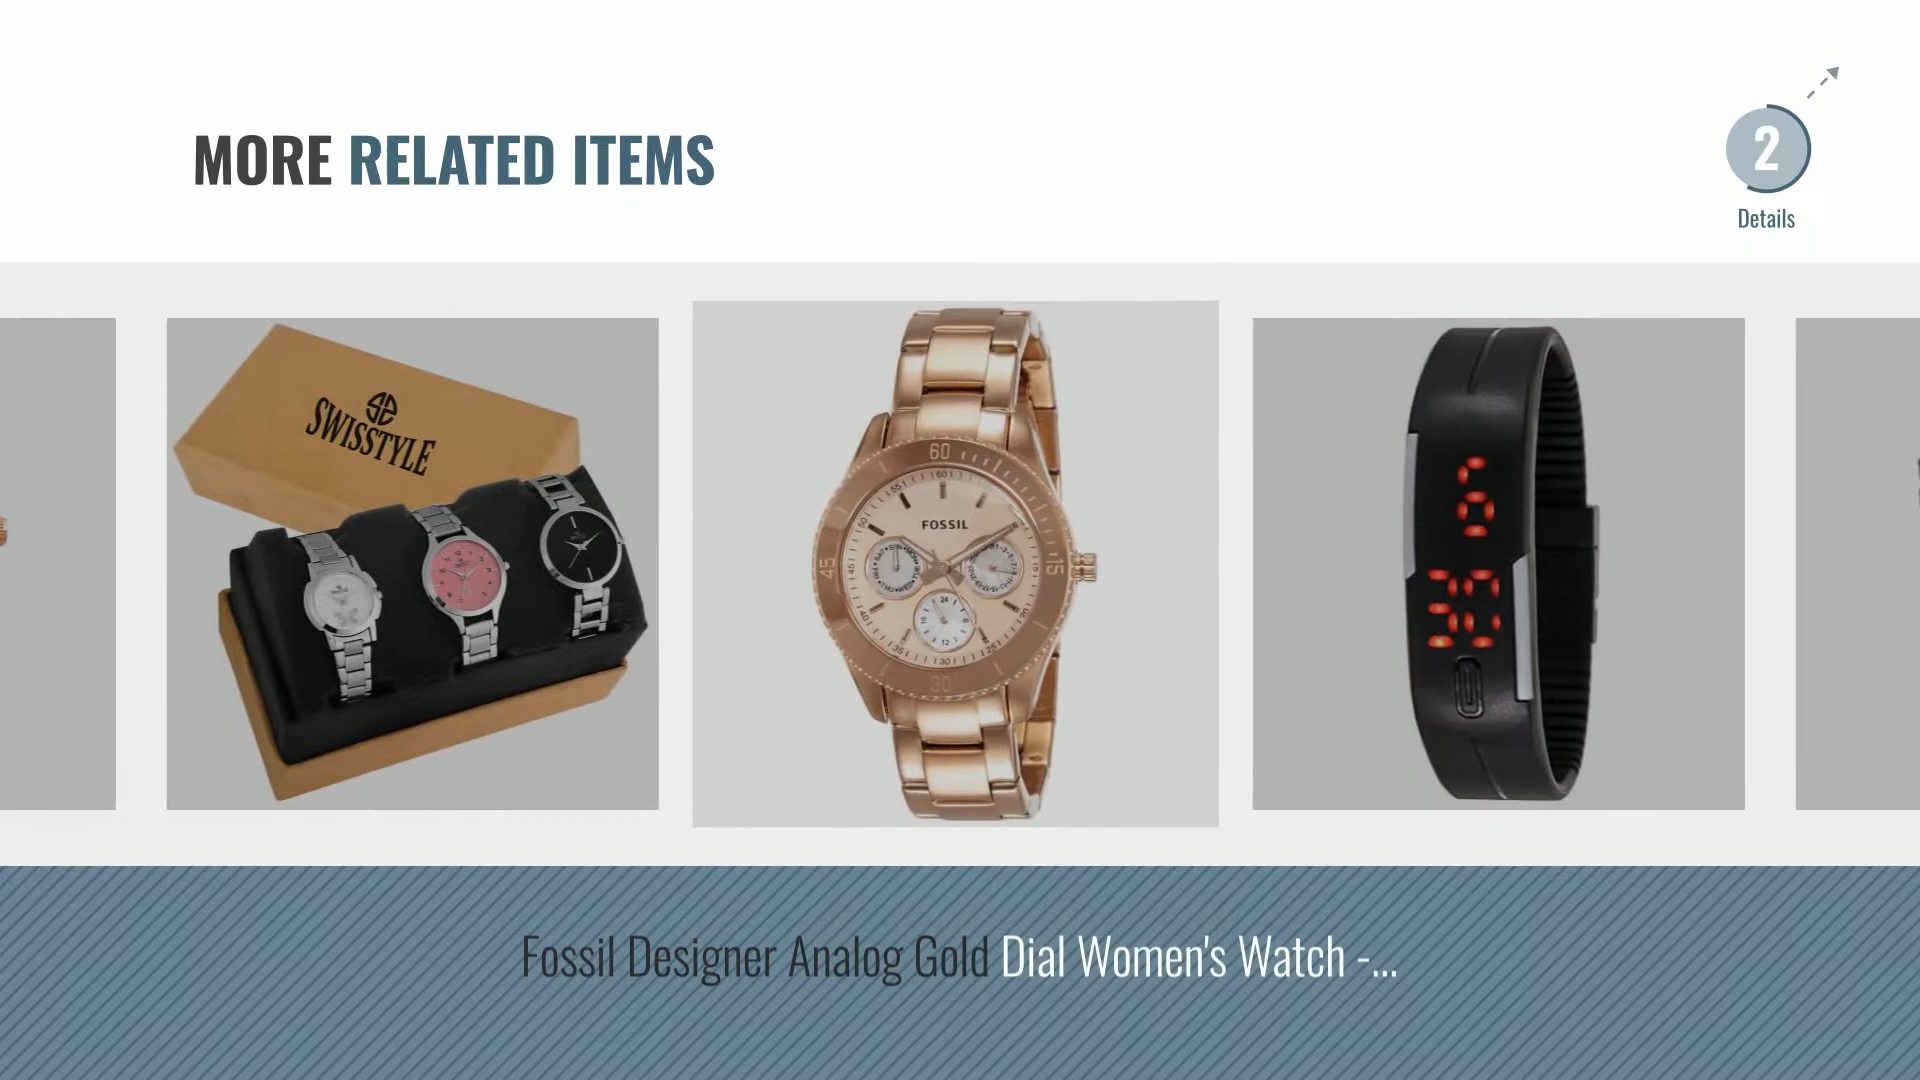 MORE RELATED ITEMS
2
Details
SWISSTYLE
60
FOSSIL
45
15
30
Fossil Designer Analog Gold Dial Women's Watch -...